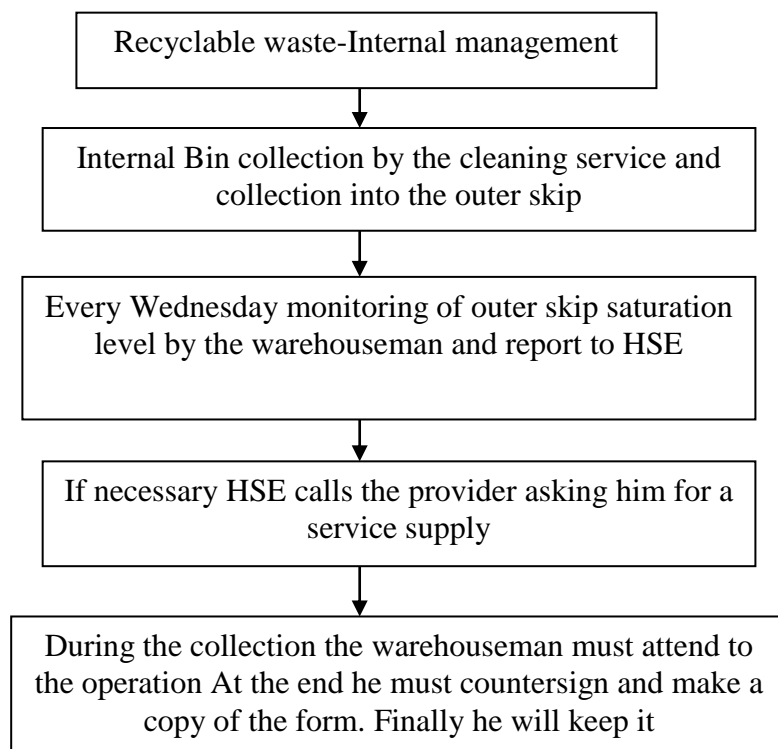 Recyclable waste-Internal management
Internal Bin collection by the cleaning service and
collection into the outer skip
Every Wednesday monitoring of outer skip saturation
level by the warehouseman and report to HSE
If necessary HSE calls the provider asking him for a
service supply
During the collection the warehouseman must attend to
the operation At the end he must countersign and make a
copy of the form. Finally he will keep it